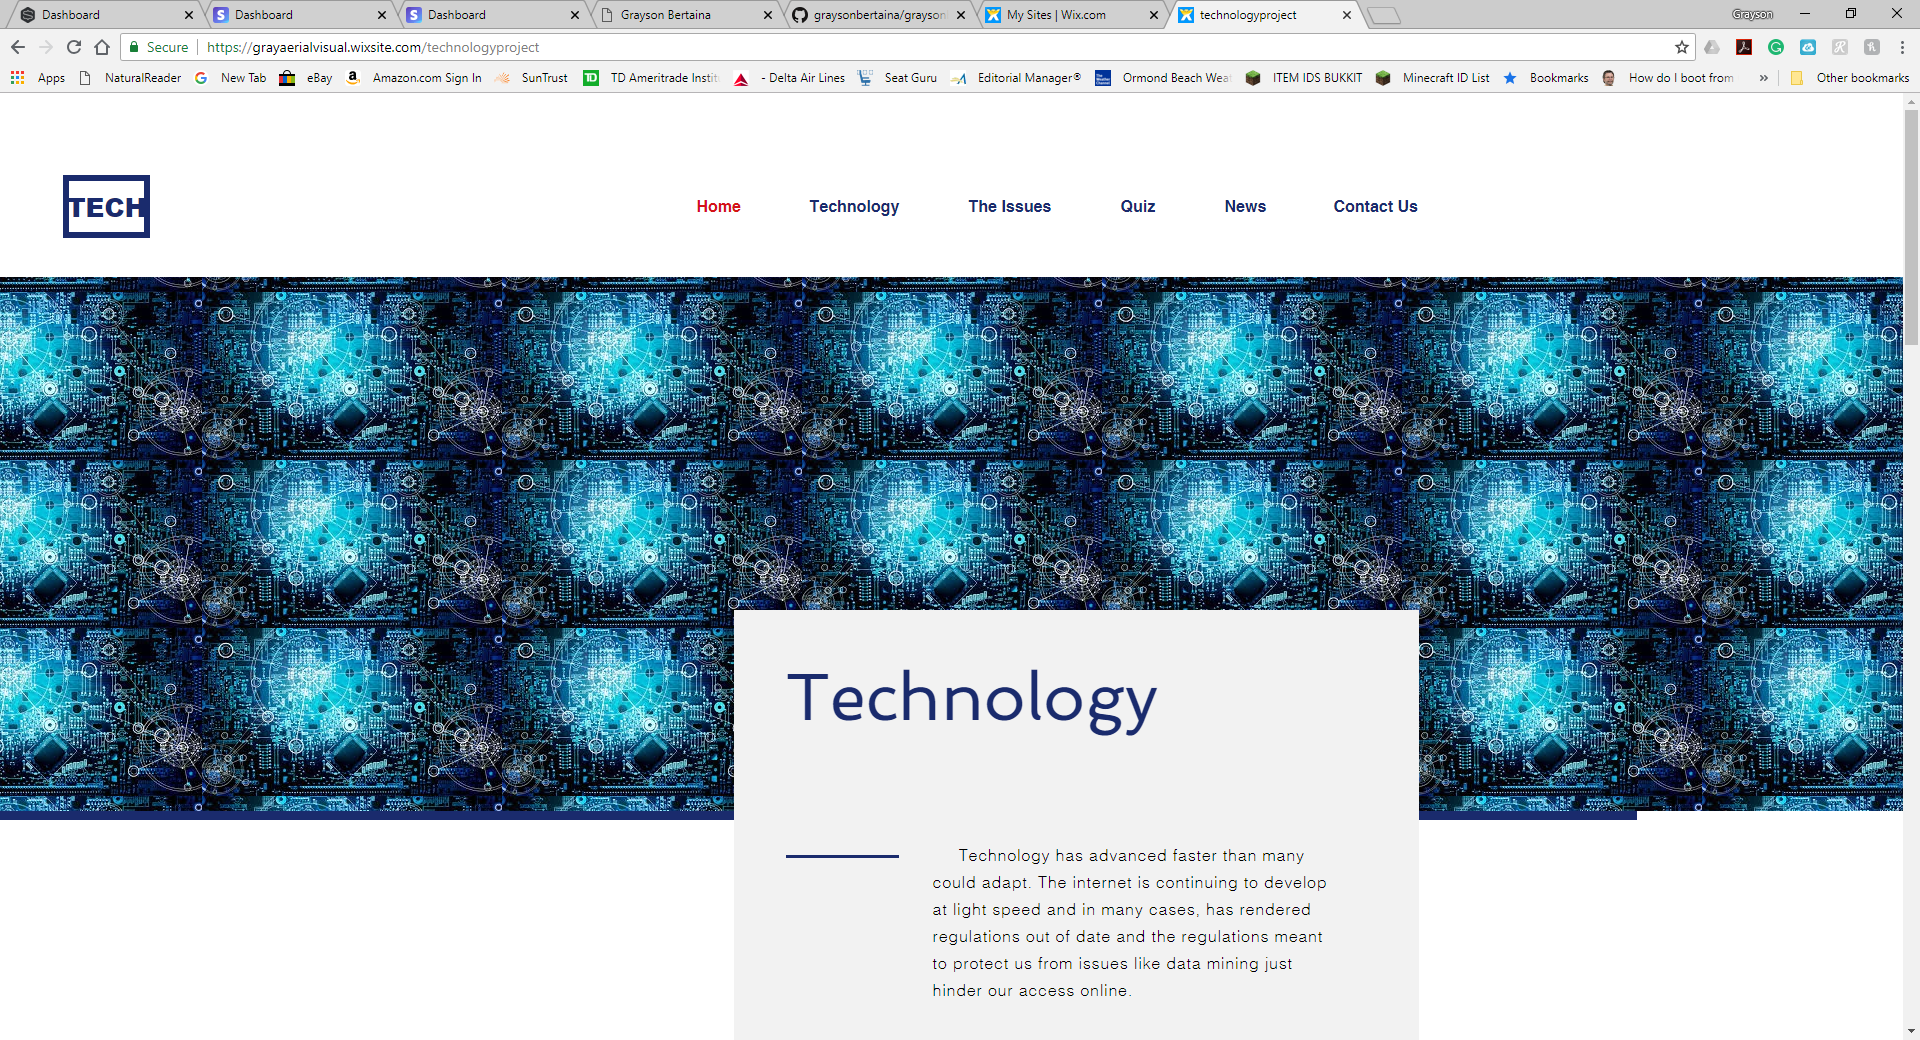 Dashboard
Dashboard
Dashboard
Grayson Bertaina
graysonbertaina/grayson
My Sites | Wix.com
technologyproject
Grayson
Secure
https://grayaerialvisual.wixsite.com/technologyproject
Apps
NaturalReader
New Tab
eBay
Amazon.com Sign In
SunTrust
TD Ameritrade Instit
- Delta Air Lines
Seat Guru
Editorial Manager®
Ormond Beach Wea
ITEM IDS BUKKIT
Minecraft ID List
Bookmarks
How do I boot from
»
Other bookmarks
TECH
Home
Technology
The Issues
Quiz
News
Contact Us
Technology
Technology has advanced faster than many
could adapt. The internet is continuing to develop
at light speed and in many cases, has rendered
regulations out of date and the regulations meant
to protect us from issues like data mining just
hinder our access online.